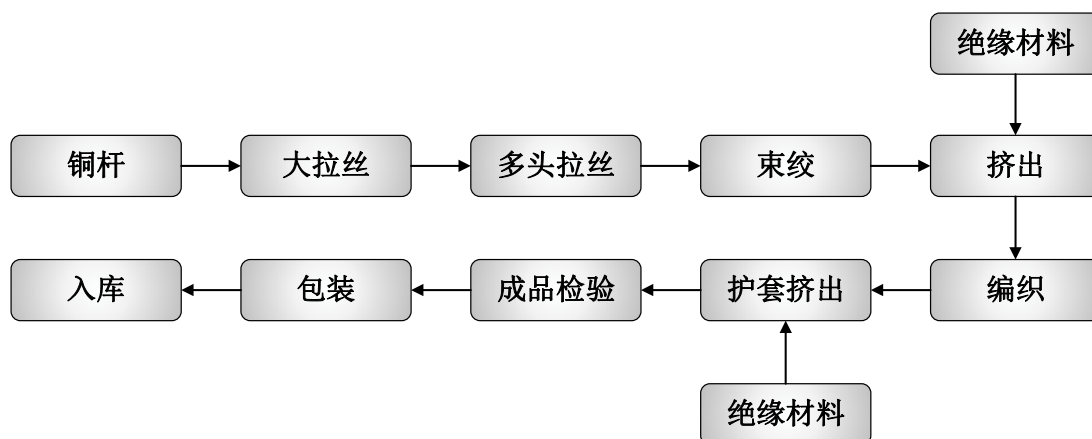 绝缘材料
铜杆
大拉丝
多头拉丝
束绞
挤出
入库
包装
成品检验
护套挤出
编织
绝缘材料